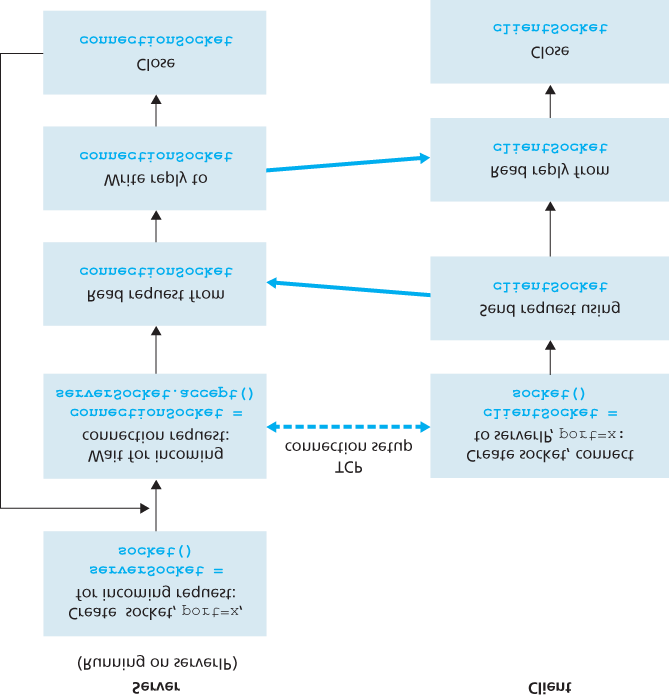 Server
(Running on serverIP)
Create socket, port=x,
for incoming request:
serverSocket =
socket()
Wait for incoming
connection request:
connectionSocket =
serverSocket.accept()
Read request from
connectionSocket
Write reply to
connectionSocket
Close
connectionSocket
TCP
connection setup
Client
Create socket, connect
to serverIP, port=x:
clientSocket =
socket()
Send request using
clientSocket
Read reply from
clientSocket
Close
clientSocket